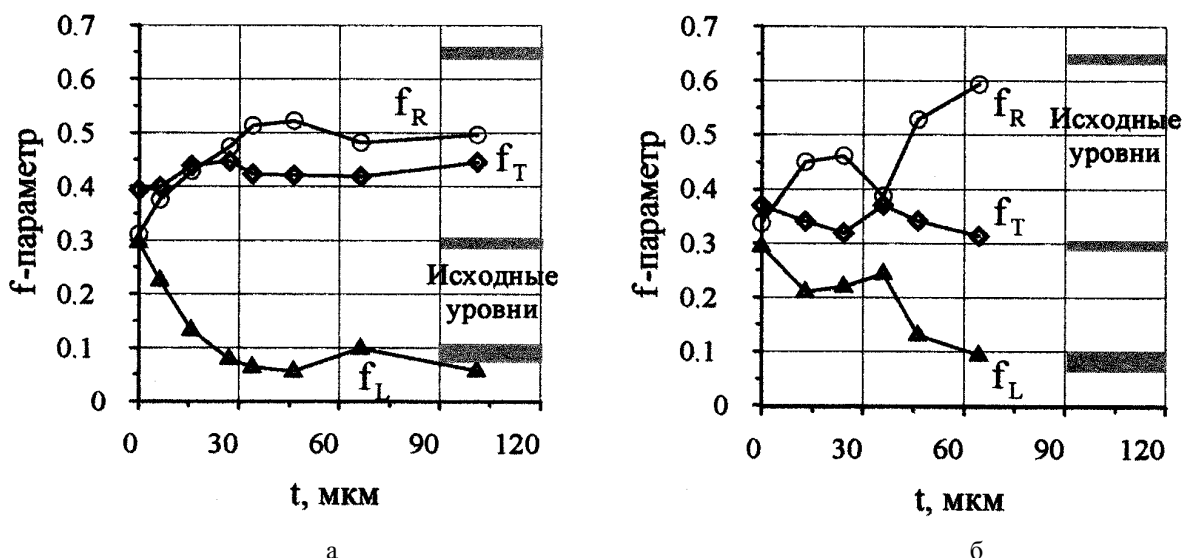 0.7
0.6
0.5
0.4
0.3
0.2
0.1
0
f-параметр
f_R
f_T
f_L
Исходные
уровни
0 30 60 90 120
t, мкм
а
0.7
0.6
0.5
0.4
0.3
0.2
0.1
0
f-параметр
f_R
Исходные
уровни
f_T
f_L
0 30 60 90 120
t, мкм
б